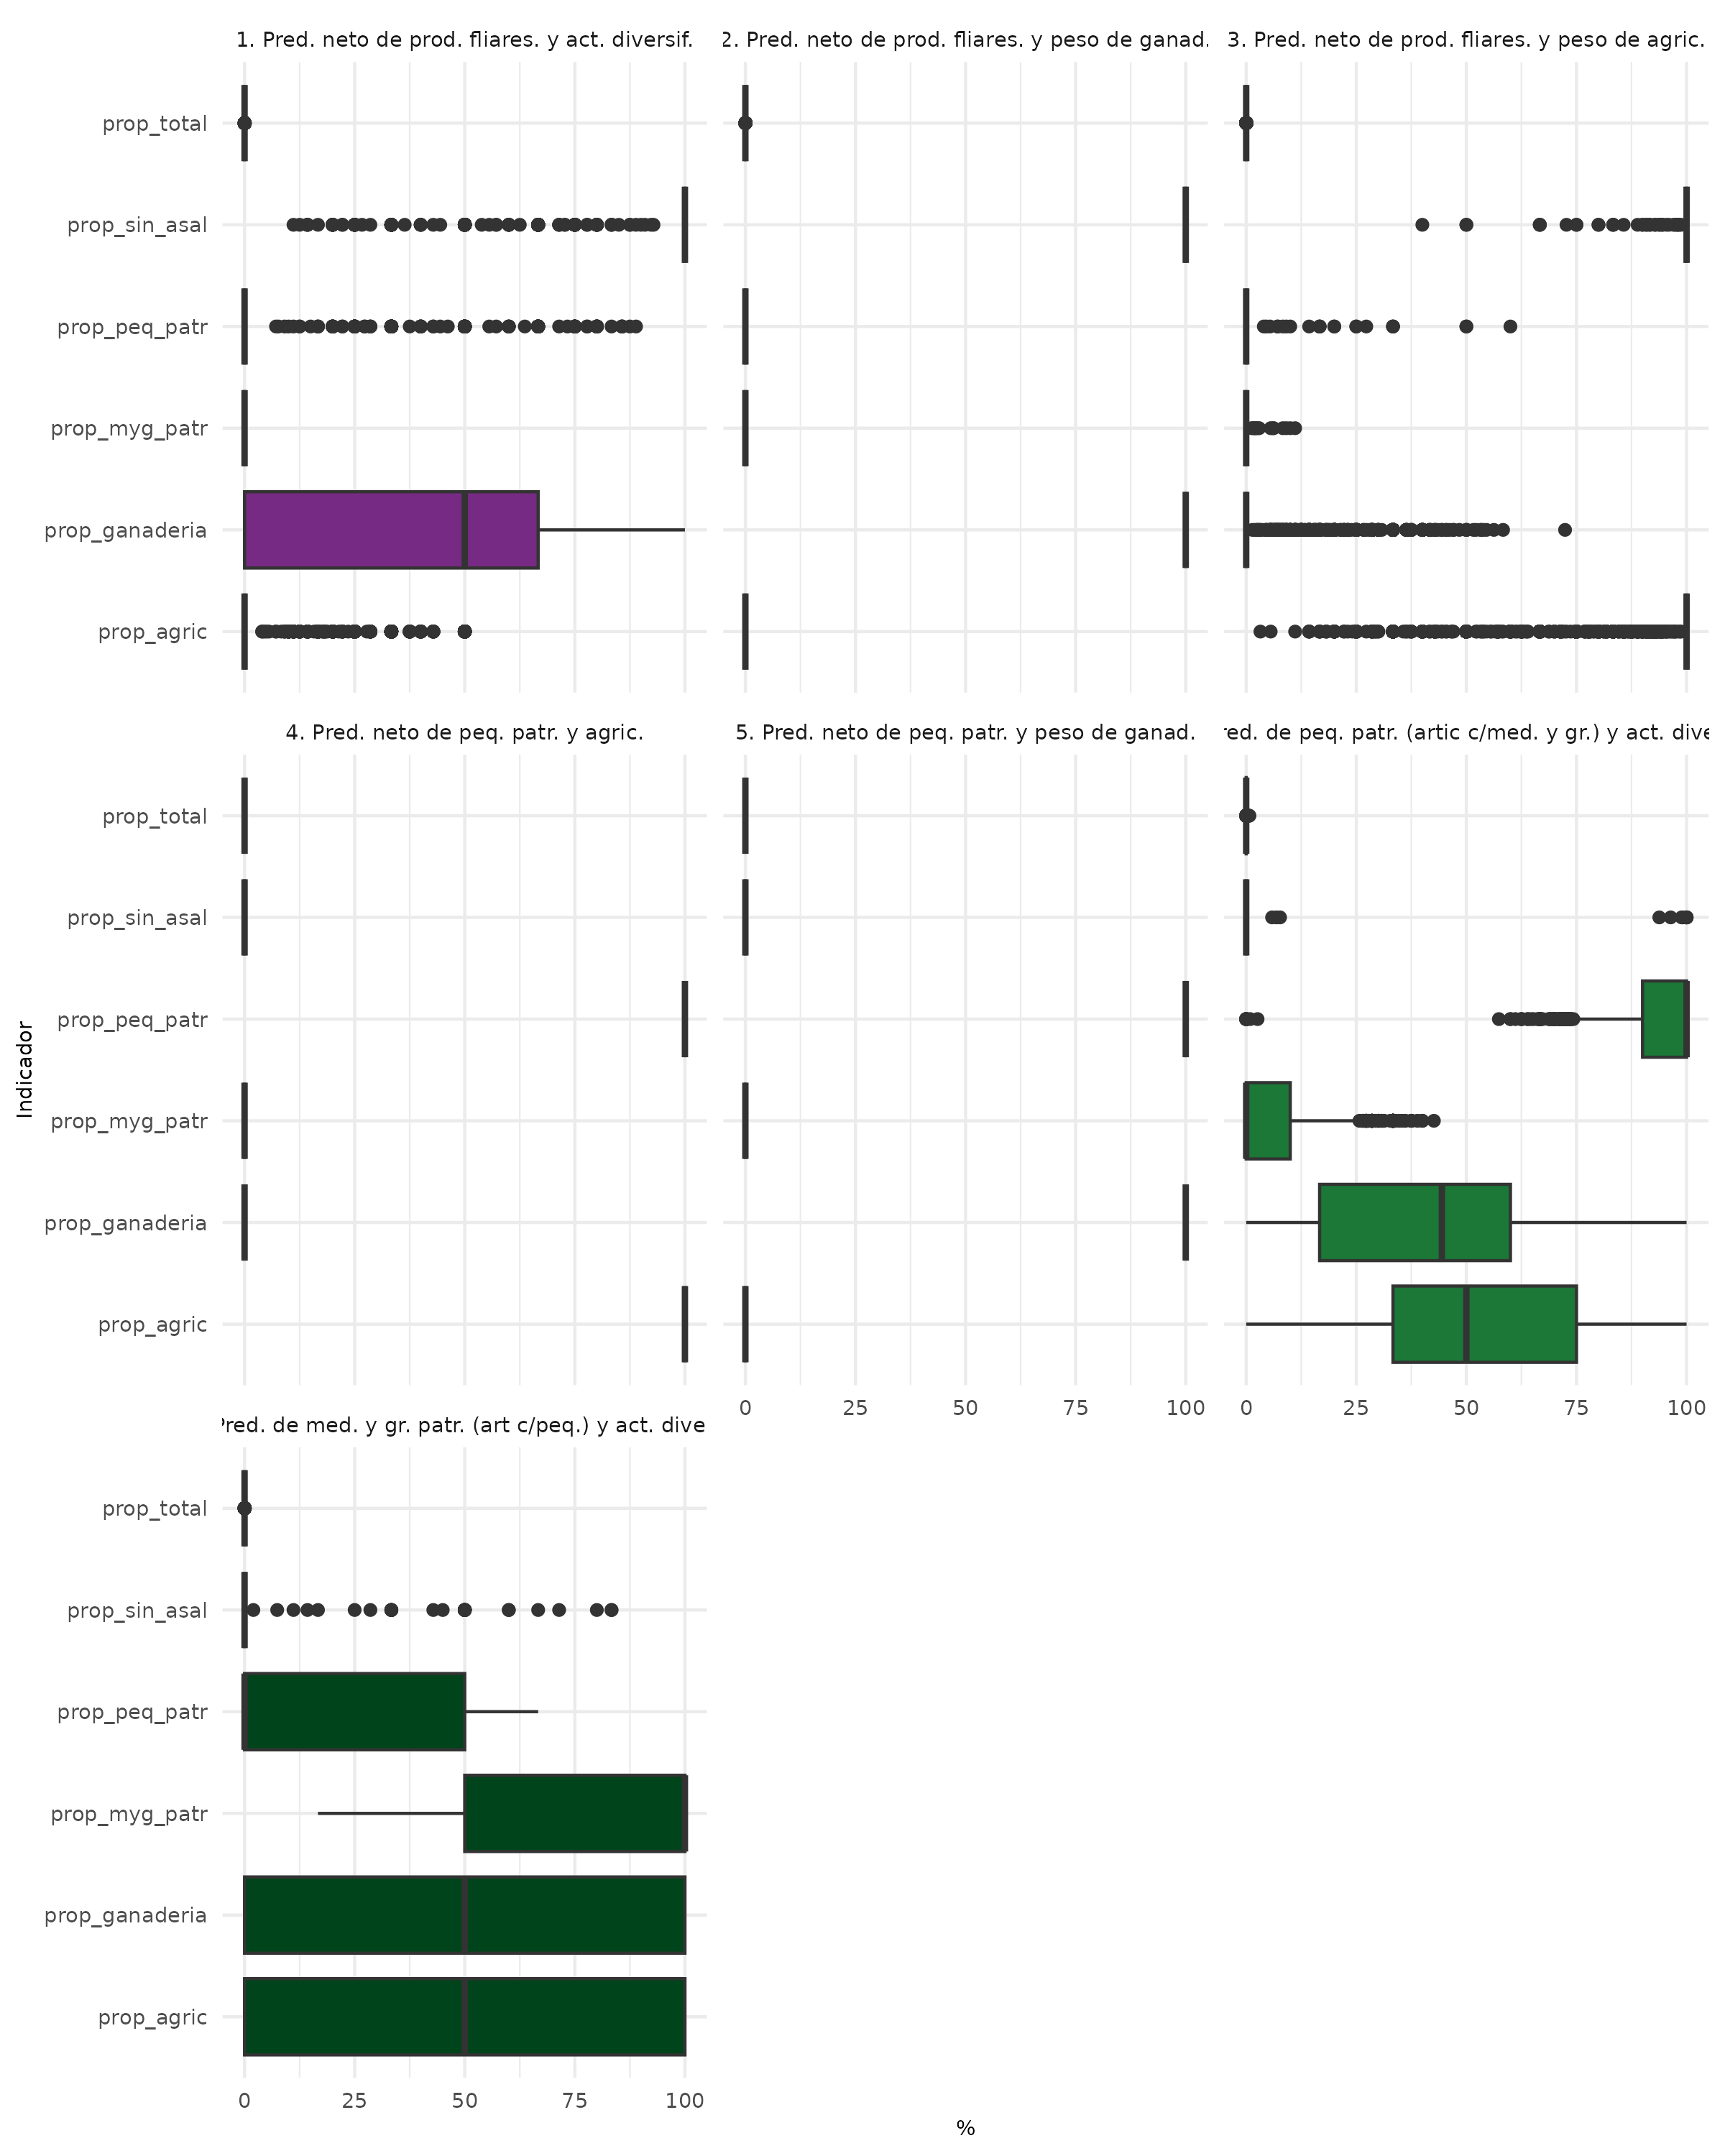 1. Pred. neto de prod. fliares. y act. diversif.
2. Pred. neto de prod. fliares. y peso de ganad.
3. Pred. neto de prod. fliares. y peso de agric.
prop_total
prop_sin_asal
prop_peq_patr
prop_myg_patr
prop_ganaderia
prop_agric
4. Pred. neto de peq. patr. y agric.
5. Pred. neto de peq. patr. y peso de ganad.
red. de peq. patr. (artic c/med. y gr.) y act. dive
prop_total
prop_sin_asal
prop_peq_patr
prop_myg_patr
prop_ganaderia
prop_agric
Indicador
0 25 50 75 100
0 25 50 75 100
Pred. de med. y gr. patr. (art c/peq.) y act. dive
prop_total
prop_sin_asal
prop_peq_patr
prop_myg_patr
prop_ganaderia
prop_agric
0 25 50 75 100
%